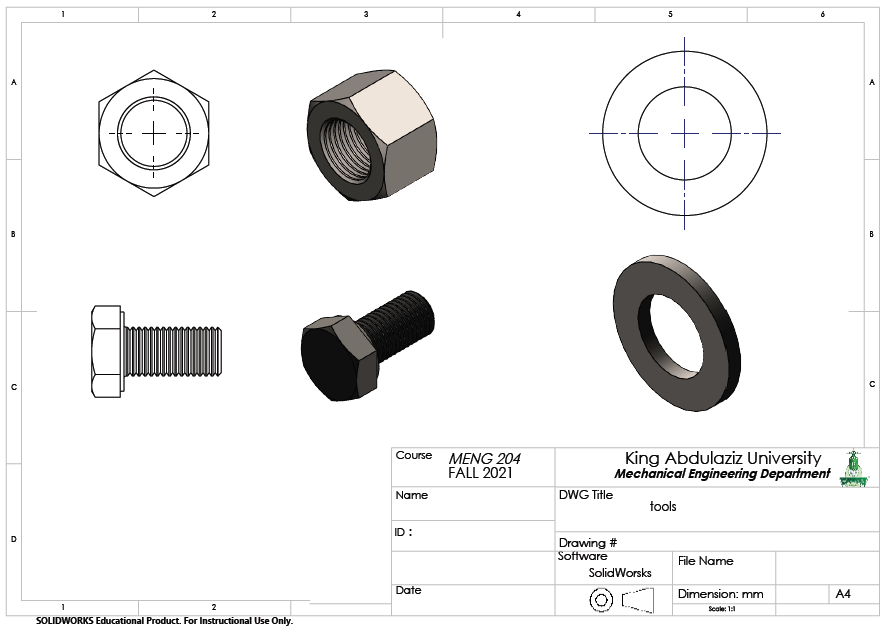 1 2 3 4 5 6
A A
B B
C C
D
Course MENG 204
FALL 2021
King Abdulaziz University
Mechanical Engineering Department
Name
DWG Title
tools
ID :
Drawing #
Software
SolidWorsks
File Name
Date
Dimension: mm
A4
Scale: 1:1
1 2
SOLIDWORKS Educational Product. For Instructional Use Only.